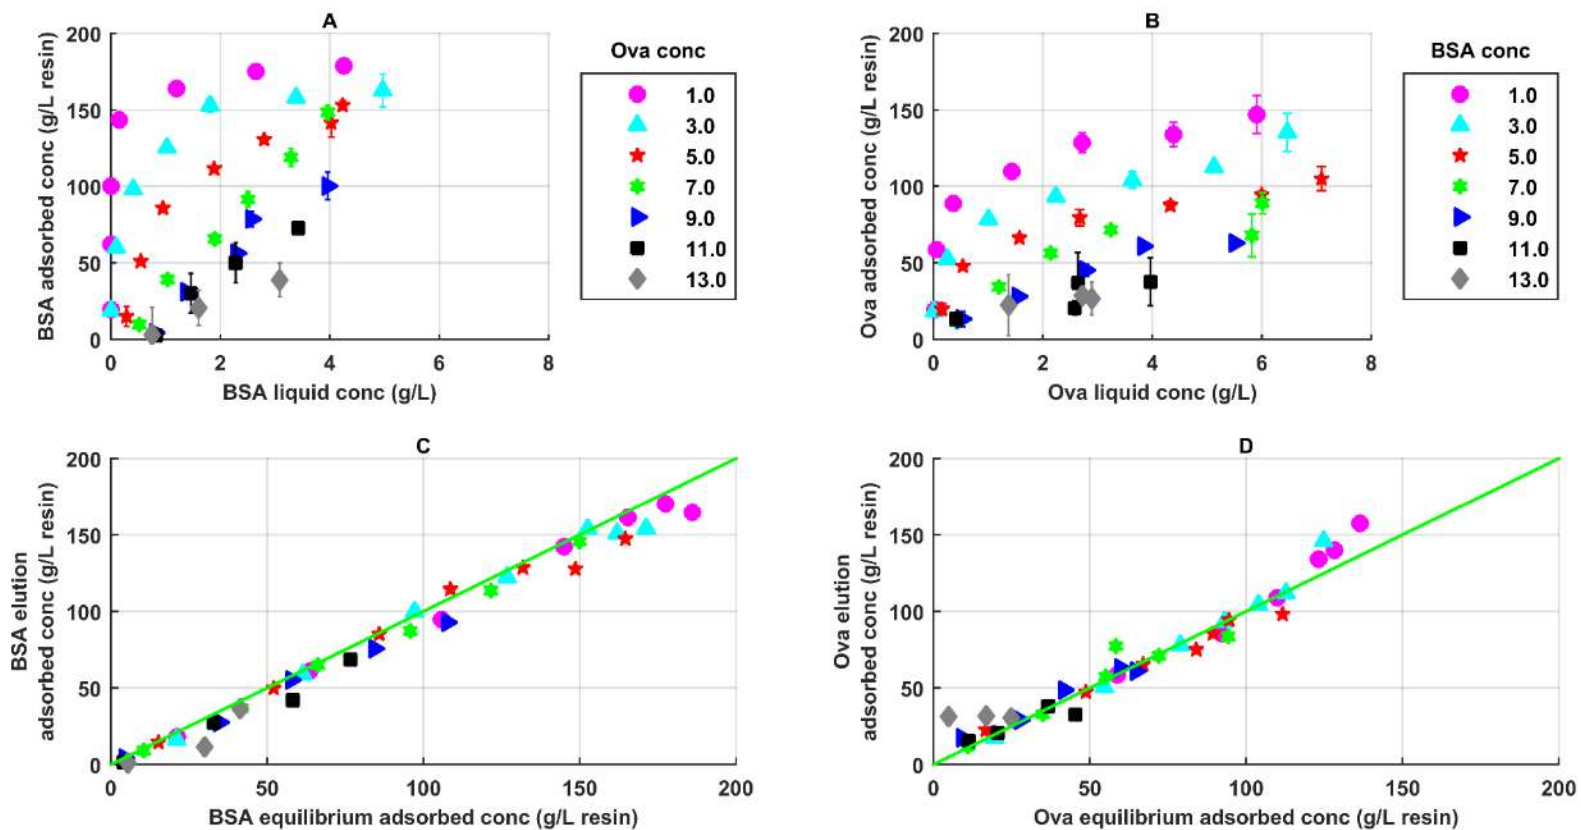 A
200
150
100
50
0
0 2 4 6 8
BSA adsorbed conc (g/L resin)
BSA liquid conc (g/L)
Ova conc
1.0
3.0
5.0
7.0
9.0
11.0
13.0
B
200
150
100
50
0
0 2 4 6 8
Ova adsorbed conc (g/L resin)
Ova liquid conc (g/L)
BSA conc
1.0
3.0
5.0
7.0
9.0
11.0
13.0
C
200
150
100
50
0
0 50 100 150 200
BSA elution
adsorbed conc (g/L resin)
BSA equilibrium adsorbed conc (g/L resin)
D
200
150
100
50
0
0 50 100 150 200
Ova elution
adsorbed conc (g/L resin)
Ova equilibrium adsorbed conc (g/L resin)